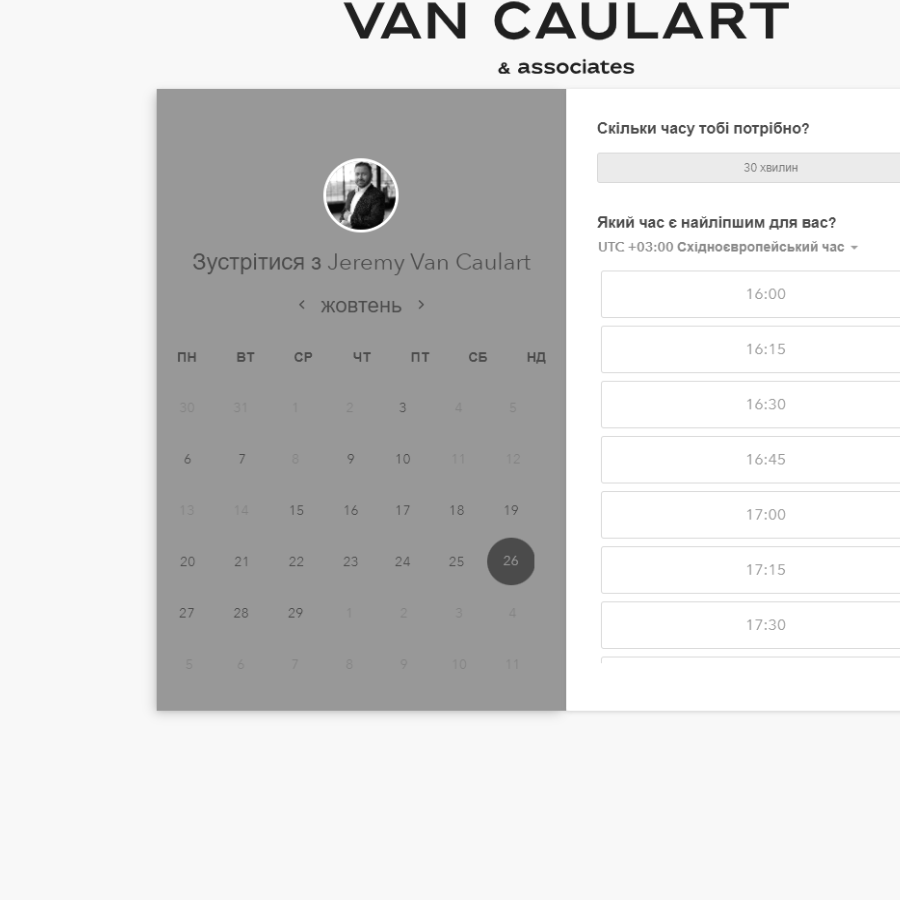 VAN CAULART
& associates
Зустрітися з Jeremy Van Caulart
жовтень
ПН ВТ СР ЧТ ПТ СБ НД
30 31 1 2 3 4 5
6 7 8 9 10 11 12
13 14 15 16 17 18 19
20 21 22 23 24 25 26
27 28 29 1 2 3 4
5 6 7 8 9 10 11
Скільки часу тобі потрібно?
30 хвилин
Який час є найліпшим для вас?
UTC +03:00 Східноєвропейський час
16:00
16:15
16:30
16:45
17:00
17:15
17:30